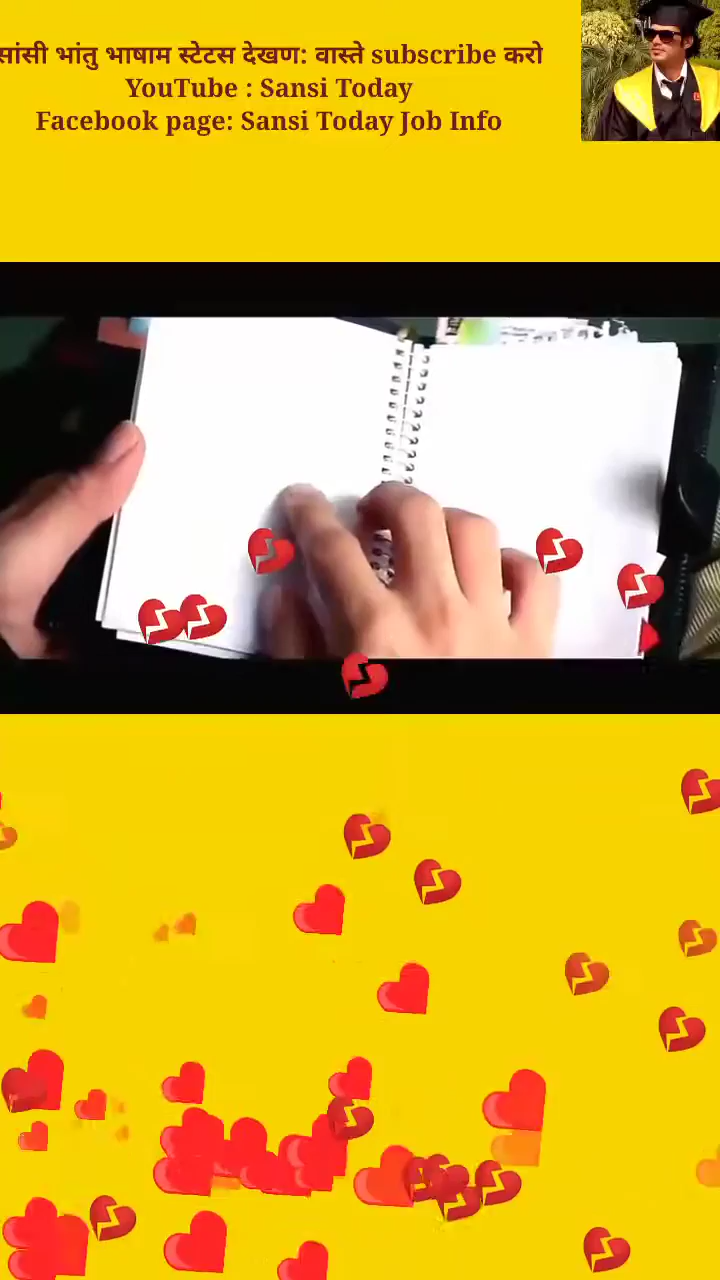 सांसी भांतु भाषाम स्टेटस देखण: वास्ते subscribe करो
YouTube : Sansi Today
Facebook page: Sansi Today Job Info